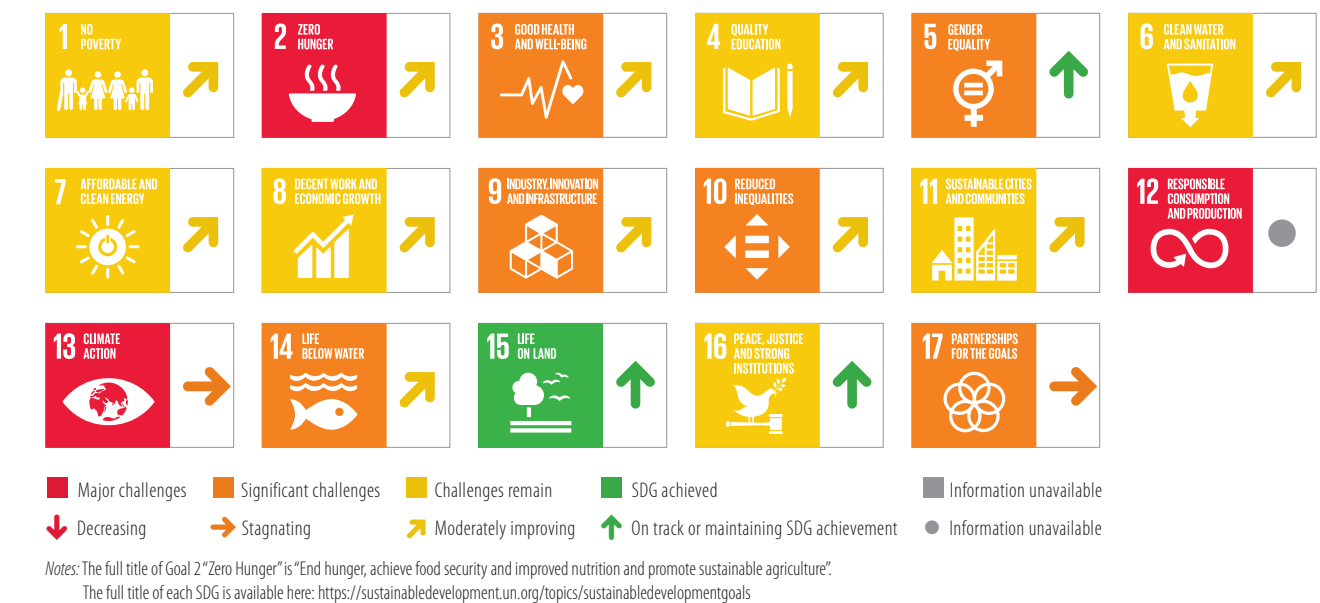 1 NO
POVERTY
2 ZERO
HUNGER
3 GOOD HEALTH
AND WELL-BEING
4 QUALITY
EDUCATION
5 GENDER
EQUALITY
6 CLEAN WATER
AND SANITATION
7 AFFORDABLE AND
CLEAN ENERGY
8 DECENT WORK AND
ECONOMIC GROWTH
9 INDUSTRY, INNOVATION
AND INFRASTRUCTURE
10 REDUCED
INEQUALITIES
11 SUSTAINABLE CITIES
AND COMMUNITIES
12 RESPONSIBLE
CONSUMPTION
AND PRODUCTION
13 CLIMATE
ACTION
14 LIFE
BELOW WATER
15 LIFE
ON LAND
16 PEACE, JUSTICE
AND STRONG
INSTITUTIONS
17 PARTNERSHIPS
FOR THE GOALS
Major challenges Significant challenges Challenges remain SDG achieved Information unavailable
Decreasing Stagnating Moderately improving On track or maintaining SDG achievement Information unavailable
Notes: The full title of Goal 2 “Zero Hunger” is “End hunger, achieve food security and improved nutrition and promote sustainable agriculture”.
The full title of each SDG is available here: https://sustainabledevelopment.un.org/topics/sustainabledevelopmentgoals